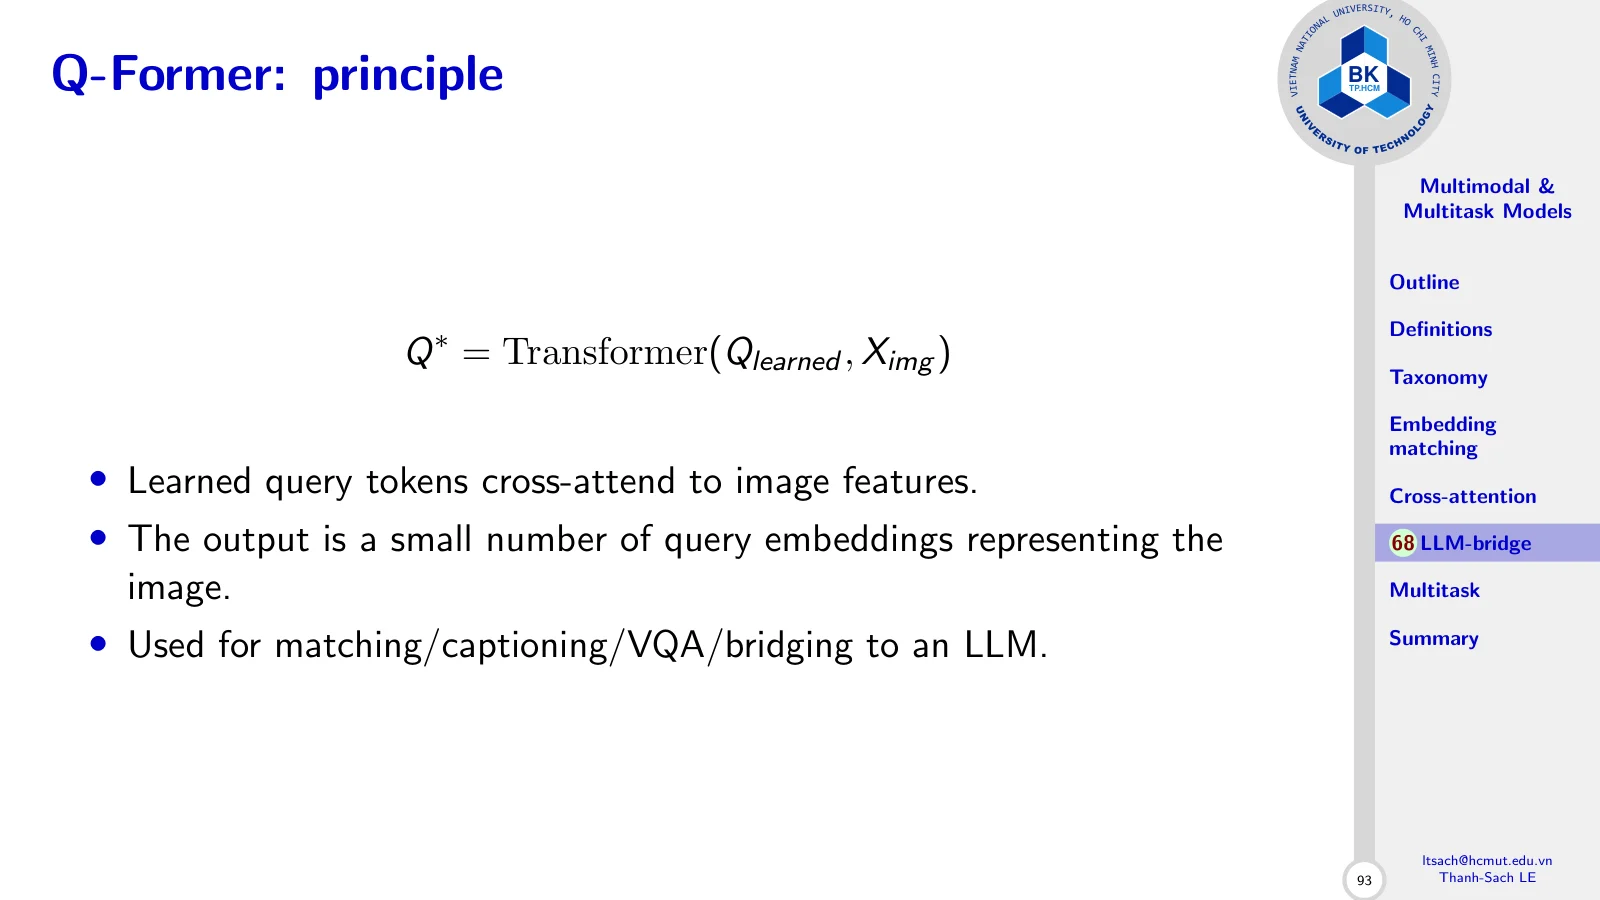 Q-Former: principle
Q* = Transformer(Q_learned, X_img)
• Learned query tokens cross-attend to image features.
• The output is a small number of query embeddings representing the
image.
• Used for matching/captioning/VQA/bridging to an LLM.
VIETNAM NATIONAL UNIVERSITY, HO CHI MINH CITY
BK
TP.HCM
UNIVERSITY OF TECHNOLOGY
Multimodal &
Multitask Models
Outline
Definitions
Taxonomy
Embedding
matching
Cross-attention
68 LLM-bridge
Multitask
Summary
ltsach@hcmut.edu.vn
Thanh-Sach LE
93